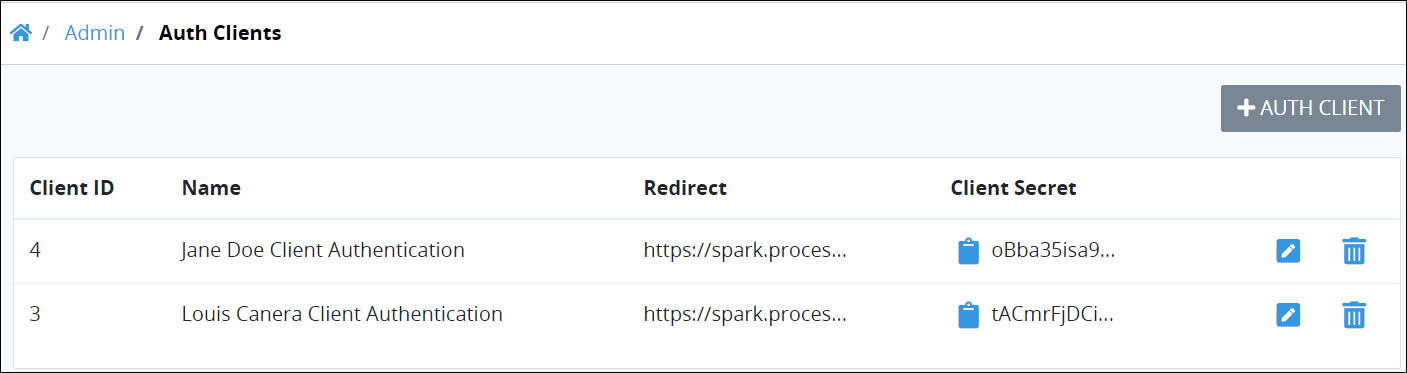 / Admin / Auth Clients
+ AUTH CLIENT
Client ID Name Redirect Client Secret
4 Jane Doe Client Authentication https://spark.proces... oBba35isa9...
3 Louis Canera Client Authentication https://spark.proces... tACmrFjDCi...